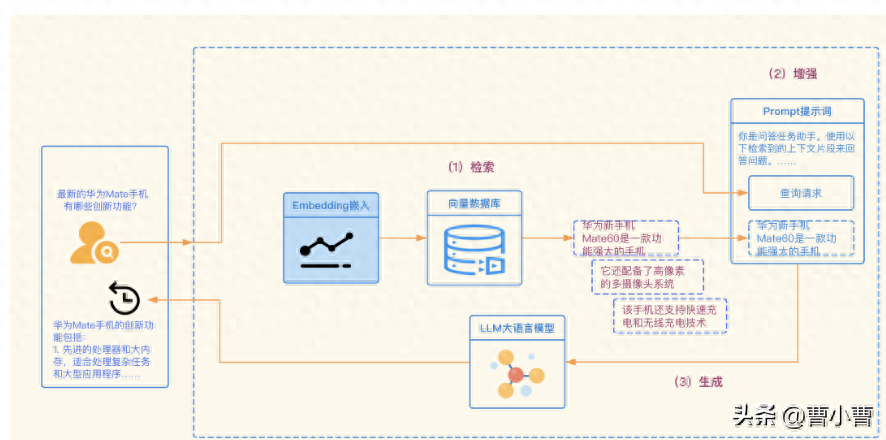 (2) 增强
Prompt提示词
你是问答任务助手，使用以
下检索到的上下文片段来回
答问题。……
查询请求
华为新手机
Mate60是一款功
能强大的手机
(1) 检索
最新的华为Mate手机
有哪些创新功能?
Embedding嵌入
向量数据库
华为新手机
Mate60是一款功
能强大的手机
它还配备了高像素
的多摄像头系统
该手机还支持快速充
电和无线充电技术
LLM大语言模型
华为Mate手机的创新功
能包括:
1. 先进的处理器和大内
存，适合处理复杂任务
和大型应用程序……
(3) 生成
头条 @曹小曹